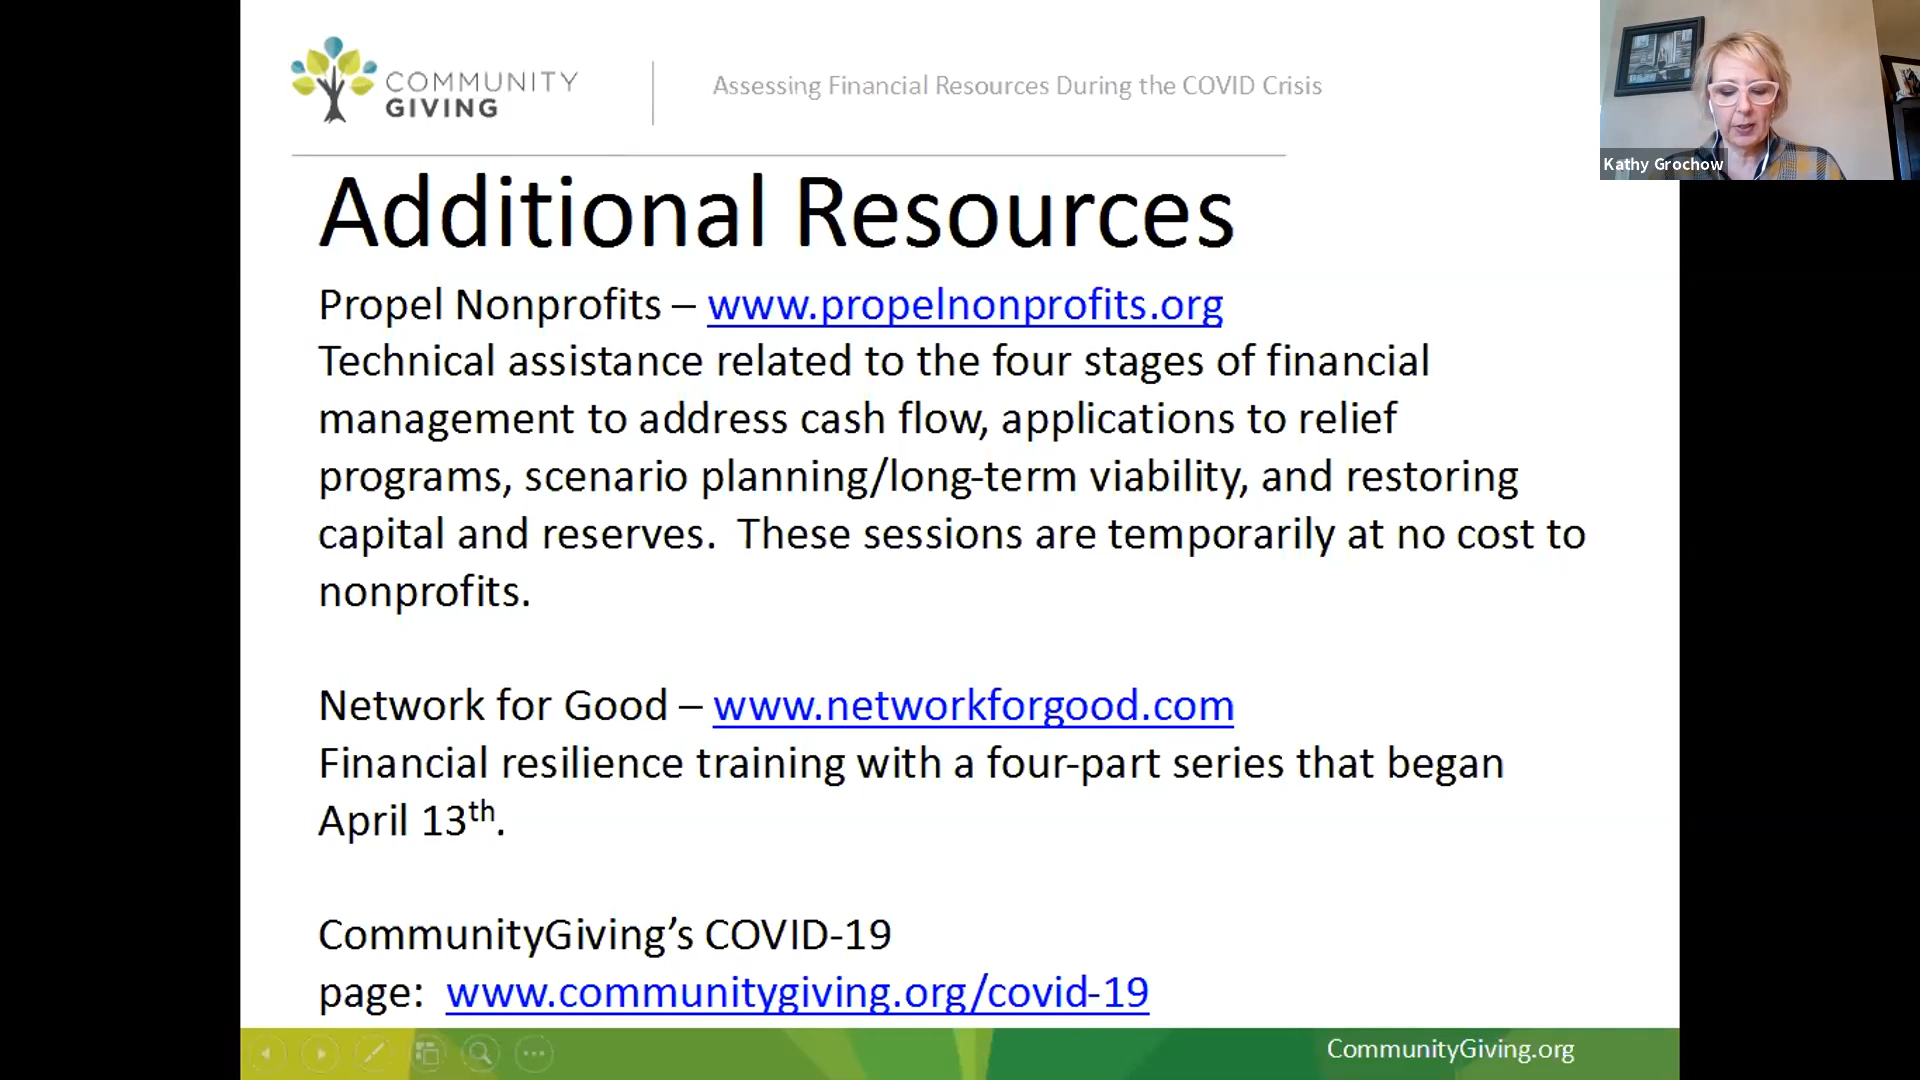 COMMUNITY
GIVING
Assessing Financial Resources During the COVID Crisis
Kathy Grochow
Additional Resources
Propel Nonprofits – www.propelnonprofits.org
Technical assistance related to the four stages of financial
management to address cash flow, applications to relief
programs, scenario planning/long-term viability, and restoring
capital and reserves.  These sessions are temporarily at no cost to
nonprofits.
Network for Good – www.networkforgood.com
Financial resilience training with a four-part series that began
April 13th.
CommunityGiving’s COVID-19
page:  www.communitygiving.org/covid-19
CommunityGiving.org